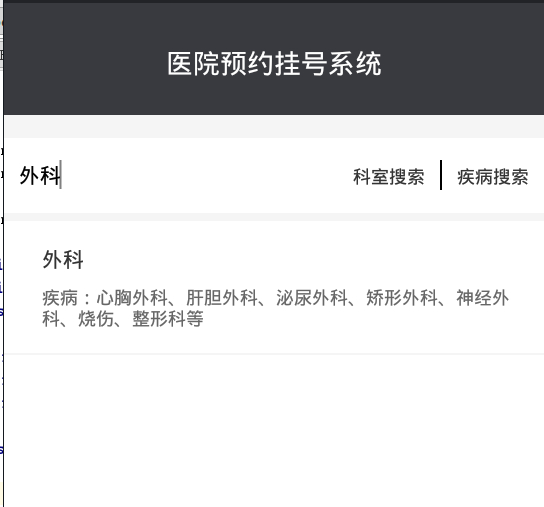 医院预约挂号系统
外科 科室搜索 疾病搜索
外科
疾病：心胸外科、肝胆外科、泌尿外科、矫形外科、神经外
科、烧伤、整形科等